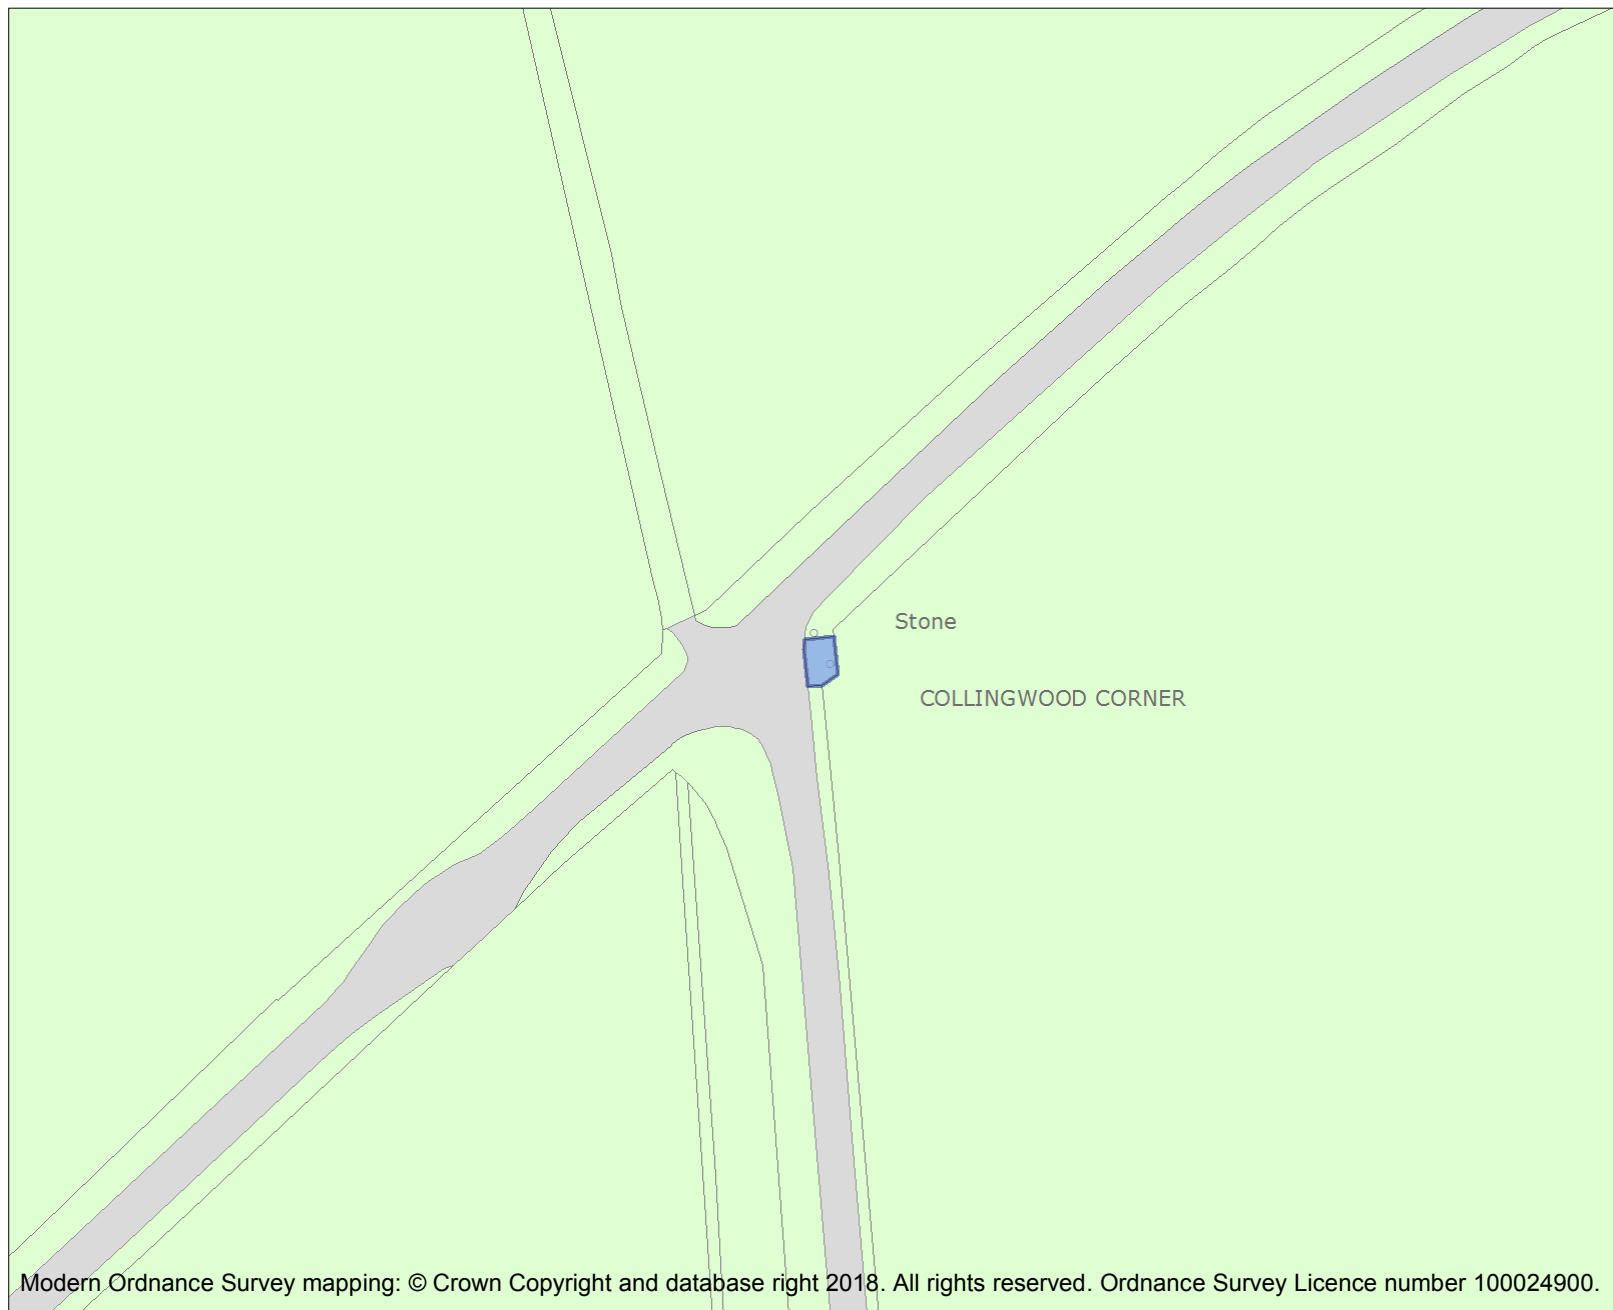 Stone
COLLINGWOOD CORNER
Modern Ordnance Survey mapping: © Crown Copyright and database right 2018. All rights reserved. Ordnance Survey Licence number 100024900.